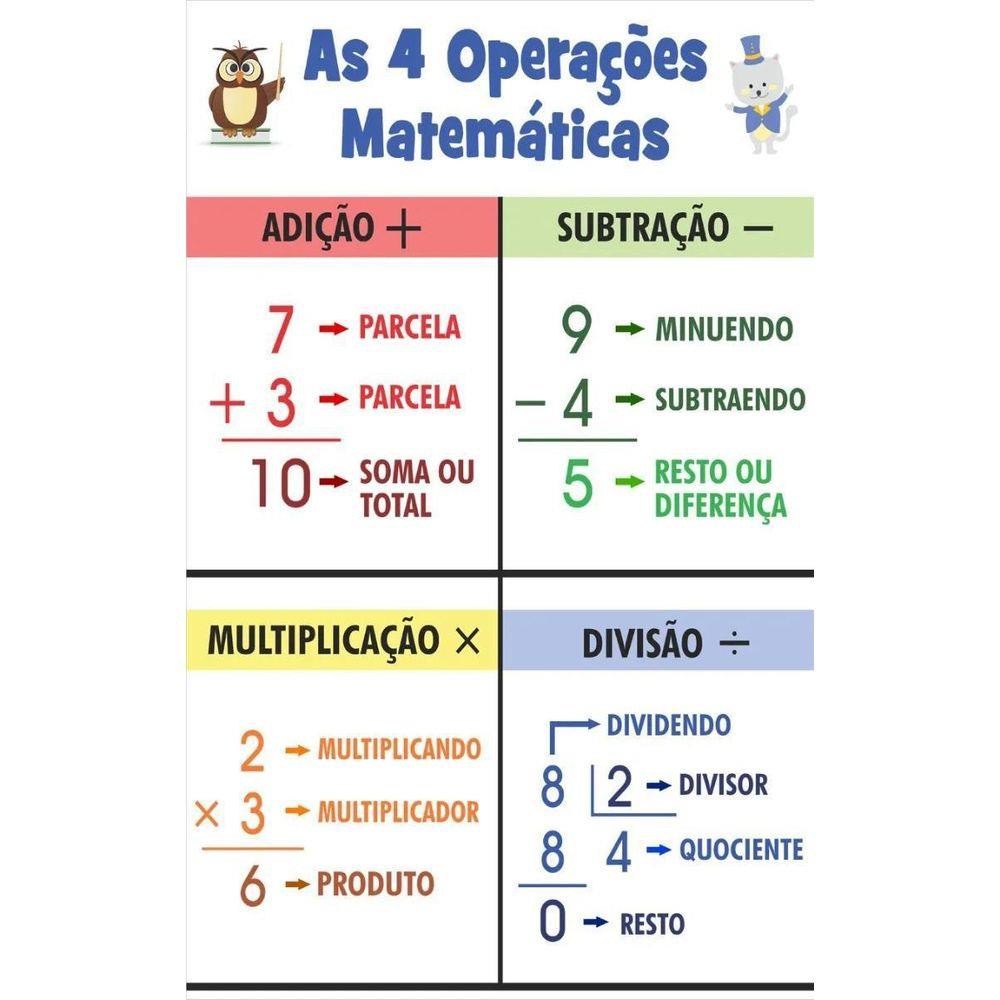 As 4 Operações
Matemáticas
ADIÇÃO +
7 → PARCELA
+ 3 → PARCELA
10 → SOMA OU
TOTAL
SUBTRAÇÃO −
9 → MINUENDO
− 4 → SUBTRAENDO
5 → RESTO OU
DIFERENÇA
MULTIPLICAÇÃO ×
2 → MULTIPLICANDO
× 3 → MULTIPLICADOR
6 → PRODUTO
DIVISÃO ÷
DIVIDENDO
8 2 → DIVISOR
8 4 → QUOCIENTE
0 → RESTO